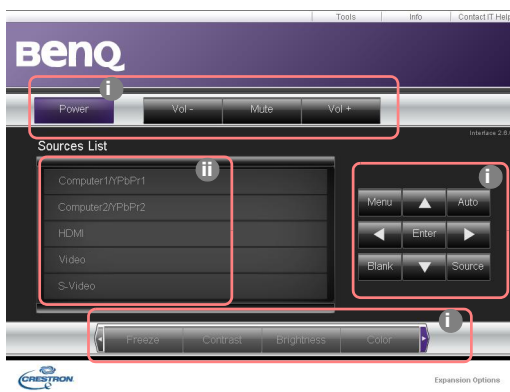 Tools Info Contact IT Help
BenQ
i
Power Vol - Mute Vol +
Interface 2.8.
Sources List
ii
i
Computer1/YPbPr1
Computer2/YPbPr2
HDMI
Video
S-Video
Menu Auto
Enter
Blank Source
i
Freeze Contrast Brightness Color
CRESTRON Expansion Options